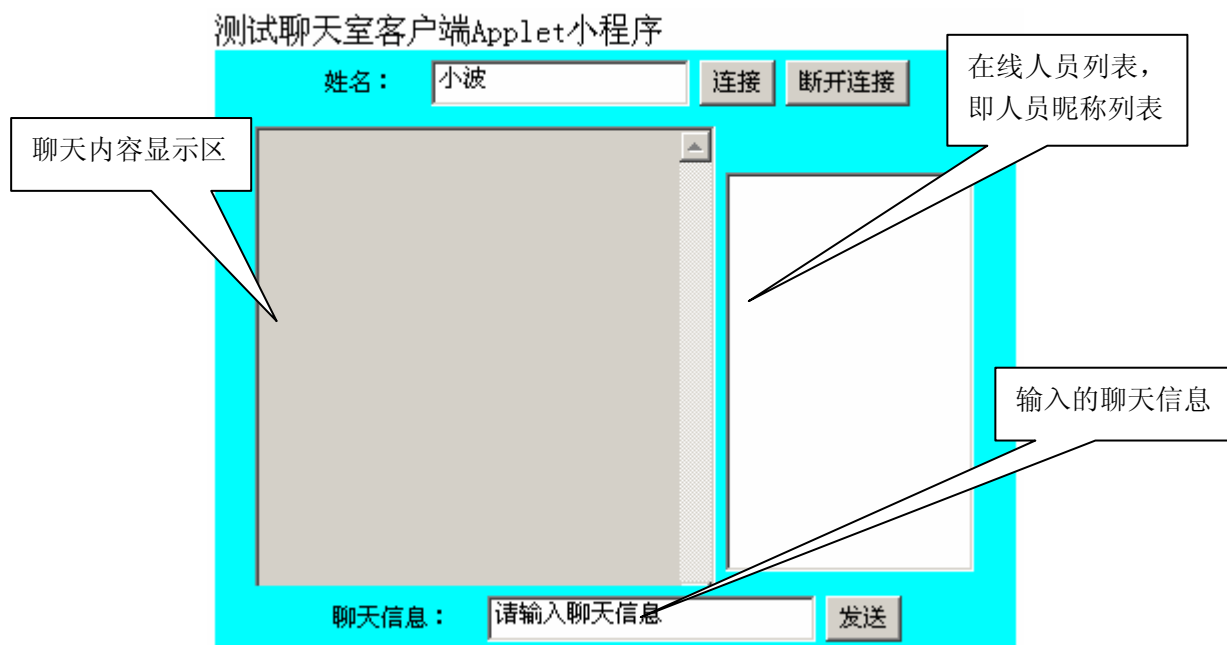 测试聊天室客户端Applet小程序
姓名：
小波
连接
断开连接
在线人员列表，
即人员昵称列表
聊天内容显示区
输入的聊天信息
聊天信息：
请输入聊天信息
发送